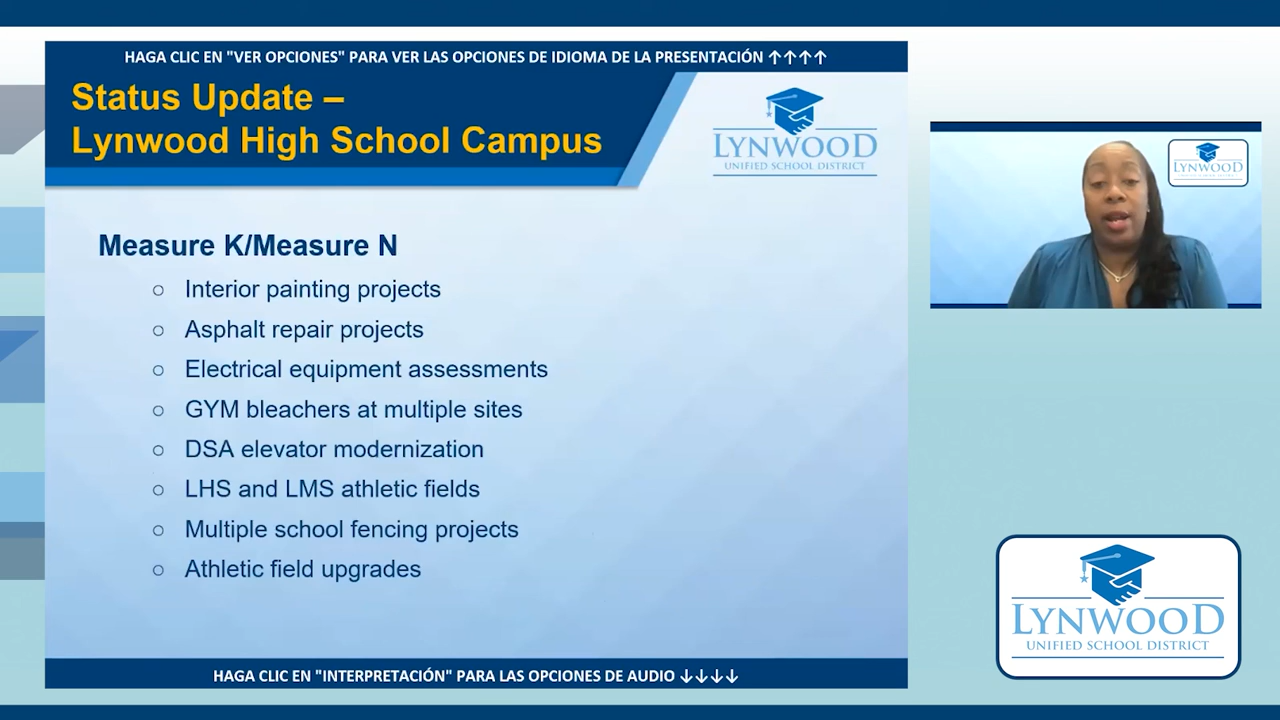 HAGA CLIC EN "VER OPCIONES" PARA VER LAS OPCIONES DE IDIOMA DE LA PRESENTACIÓN ↑↑↑↑
Status Update –
Lynwood High School Campus
LYNWOOD
UNIFIED SCHOOL DISTRICT
Measure K/Measure N
○ Interior painting projects
○ Asphalt repair projects
○ Electrical equipment assessments
○ GYM bleachers at multiple sites
○ DSA elevator modernization
○ LHS and LMS athletic fields
○ Multiple school fencing projects
○ Athletic field upgrades
HAGA CLIC EN "INTERPRETACIÓN" PARA LAS OPCIONES DE AUDIO ↓↓↓↓
LYNWOOD
LYNWOOD
UNIFIED SCHOOL DISTRICT